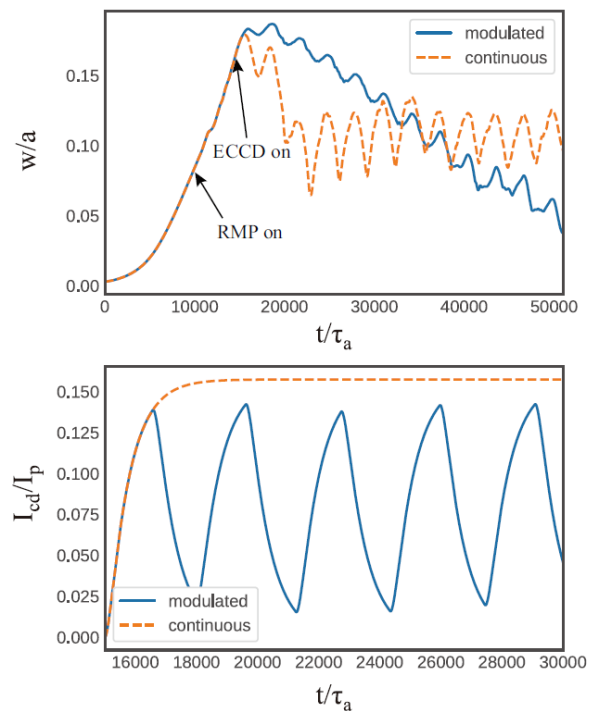 modulated
continuous
0.15
0.10
0.05
0.00
w/a
ECCD on
RMP on
0
10000
20000
30000
40000
50000
t/τa
0.150
0.125
0.100
0.075
0.050
0.025
0.000
Icd/Ip
modulated
continuous
16000
18000
20000
22000
24000
26000
28000
30000
t/τa